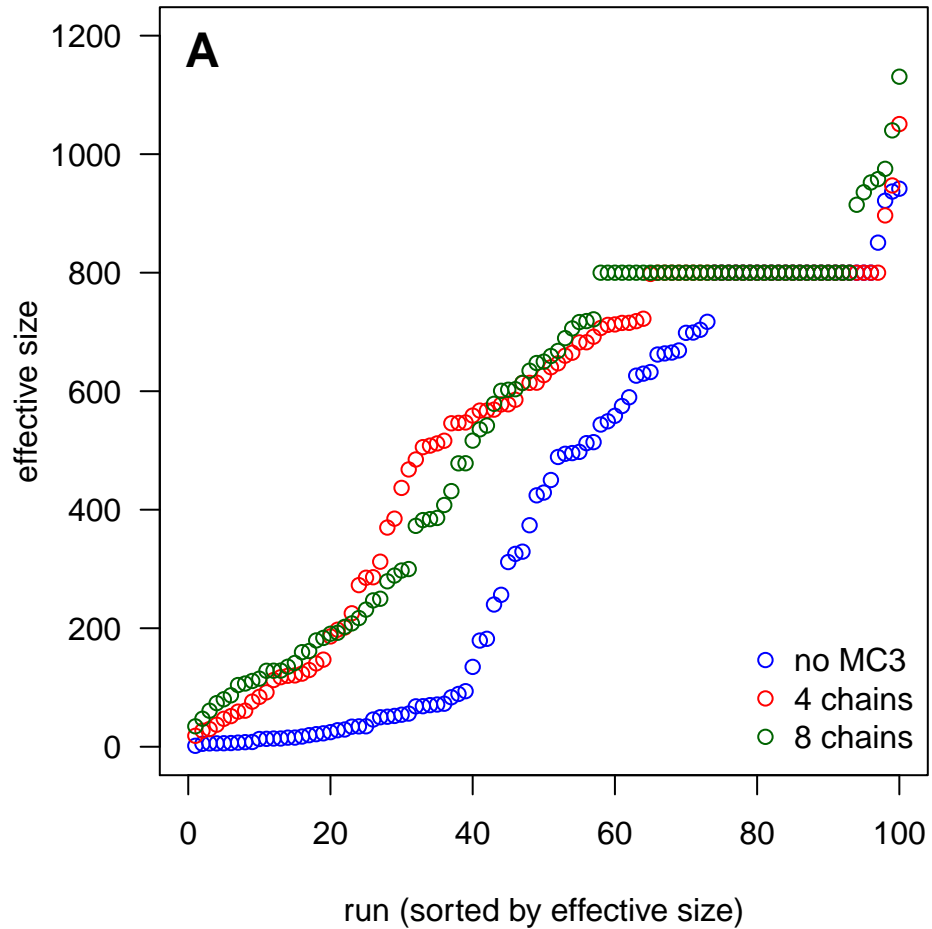 A
1200
1000
800
600
400
200
0
effective size
no MC3
4 chains
8 chains
0 20 40 60 80 100
run (sorted by effective size)